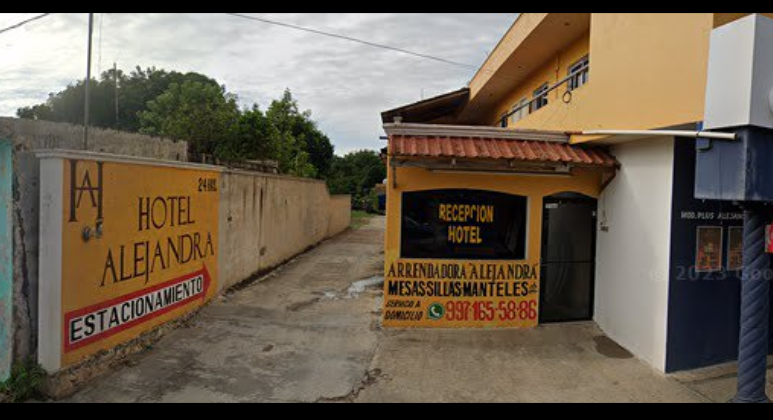 24 HRS.
HOTEL
ALEJANDRA
ESTACIONAMIENTO
RECEPCION
HOTEL
ARRENDADORA ALEJANDRA
MESAS SILLAS MANTELES
SERVICIO A
DOMICILIO
997-165-58-86
MOD. PLUS ALEJAN
© 2023 Goo